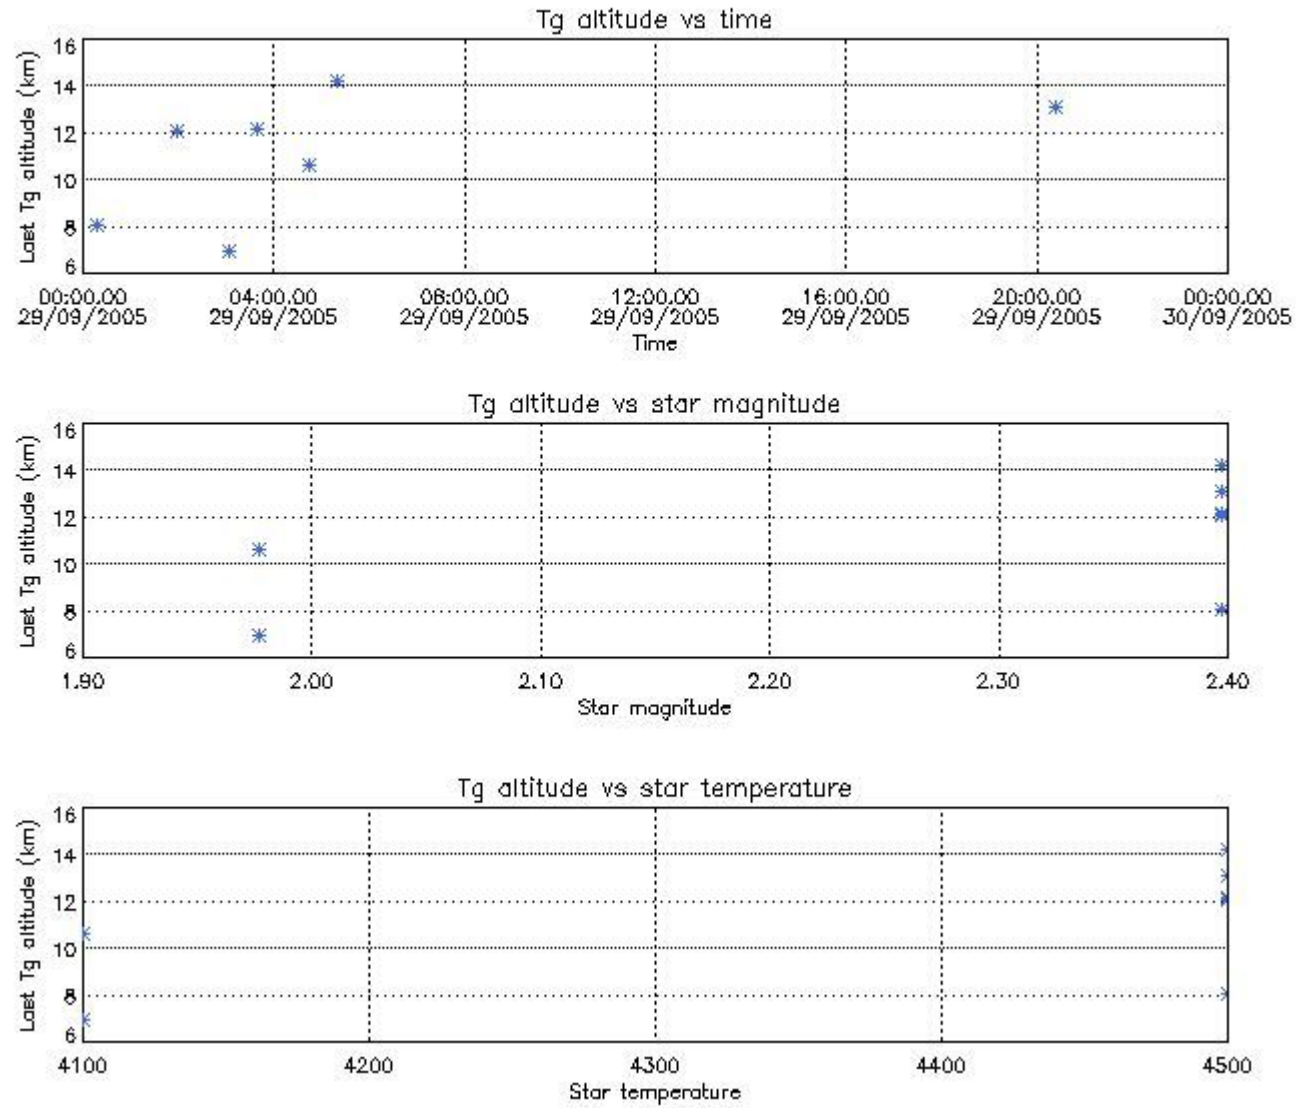 Tg altitude vs time
Last Tg altitude (km)
16
14
12
10
8
6
00:00.00 04:00.00 08:00.00 12:00.00 16:00.00 20:00.00 00:00.00
29/09/2005 29/09/2005 29/09/2005 29/09/2005 29/09/2005 29/09/2005 30/09/2005
Time
Tg altitude vs star magnitude
Last Tg altitude (km)
16
14
12
10
8
6
1.90 2.00 2.10 2.20 2.30 2.40
Star magnitude
Tg altitude vs star temperature
Last Tg altitude (km)
16
14
12
10
8
6
4100 4200 4300 4400 4500
Star temperature